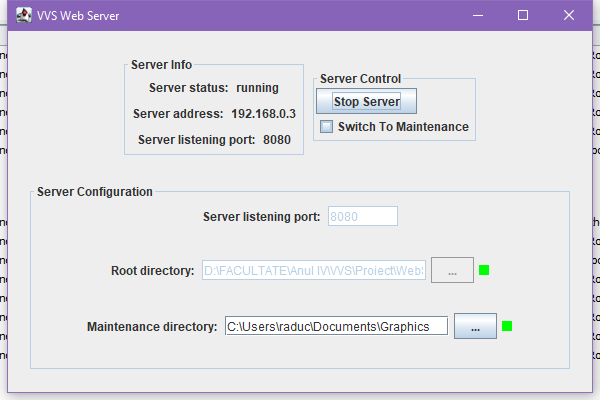 VVS Web Server
Server Info
Server status: running
Server address: 192.168.0.3
Server listening port: 8080
Server Control
Stop Server
Switch To Maintenance
Server Configuration
Server listening port: 8080
Root directory: D:\FACULTATE\Anul IV\VVS\Proiect\WebS ...
Maintenance directory: C:\Users\raduc\Documents\Graphics ...